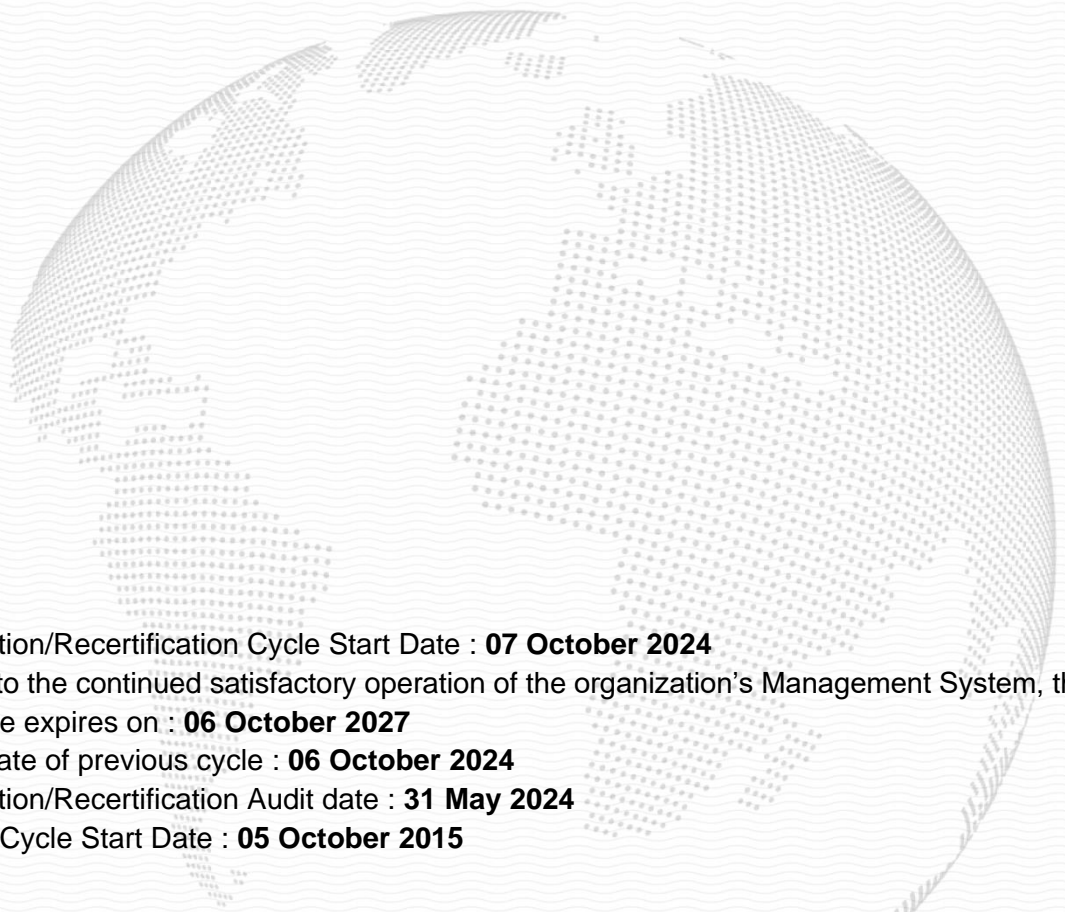 tion/Recertification Cycle Start Date : 07 October 2024
to the continued satisfactory operation of the organization’s Management System, th
e expires on : 06 October 2027
ate of previous cycle : 06 October 2024
tion/Recertification Audit date : 31 May 2024
Cycle Start Date : 05 October 2015